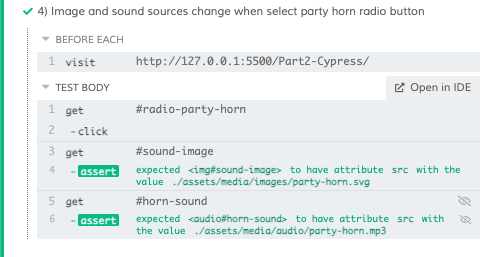 4) Image and sound sources change when select party horn radio button
BEFORE EACH
1 visit http://127.0.0.1:5500/Part2-Cypress/
TEST BODY Open in IDE
1 get #radio-party-horn
2 -click
3 get #sound-image
4 -assert expected <img#sound-image> to have attribute src with the
value ./assets/media/images/party-horn.svg
5 get #horn-sound
6 -assert expected <audio#horn-sound> to have attribute src with
the value ./assets/media/audio/party-horn.mp3